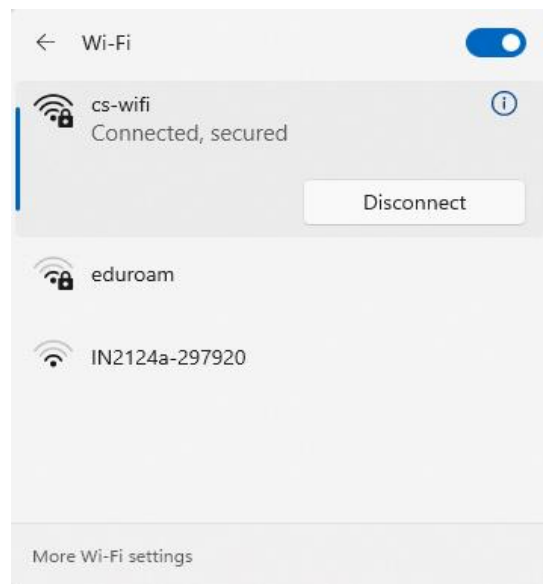 Wi-Fi
cs-wifi
Connected, secured
Disconnect
eduroam
IN2124a-297920
More Wi-Fi settings